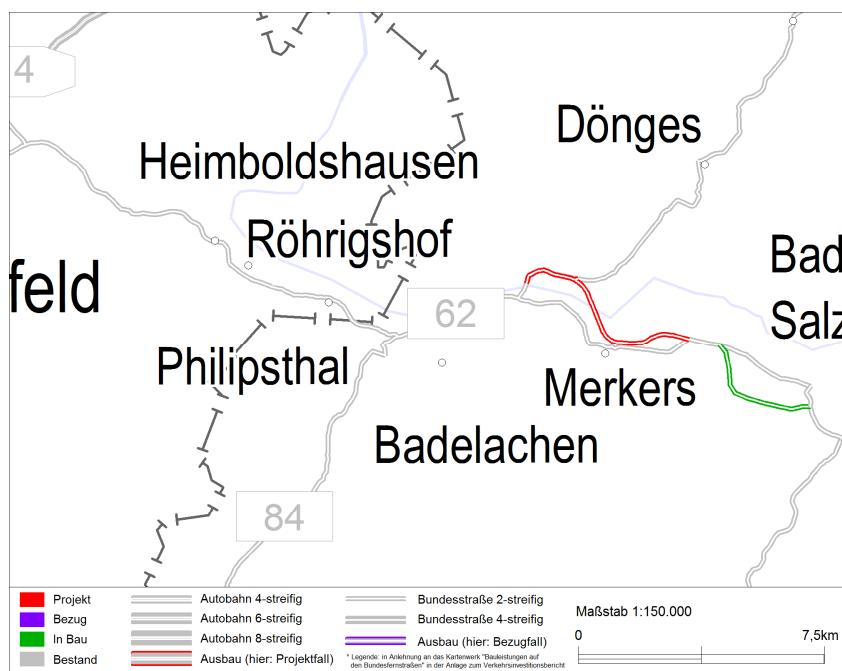 4
Dönges
Heimboldshausen
Röhrigshof
Bad
feld
62
Salz
Philipsthal
Merkers
Badelachen
84
Projekt
Bezug
In Bau
Bestand
Autobahn 4-streifig
Autobahn 6-streifig
Autobahn 8-streifig
Ausbau (hier: Projektfall)
Bundesstraße 2-streifig
Bundesstraße 4-streifig
Ausbau (hier: Bezugfall)
* Legende: in Anlehnung an das Kartenwerk "Bauleistungen auf
den Bundesfernstraßen" in der Anlage zum Verkehrsinvestitionsbericht
Maßstab 1:150.000
0 7,5km